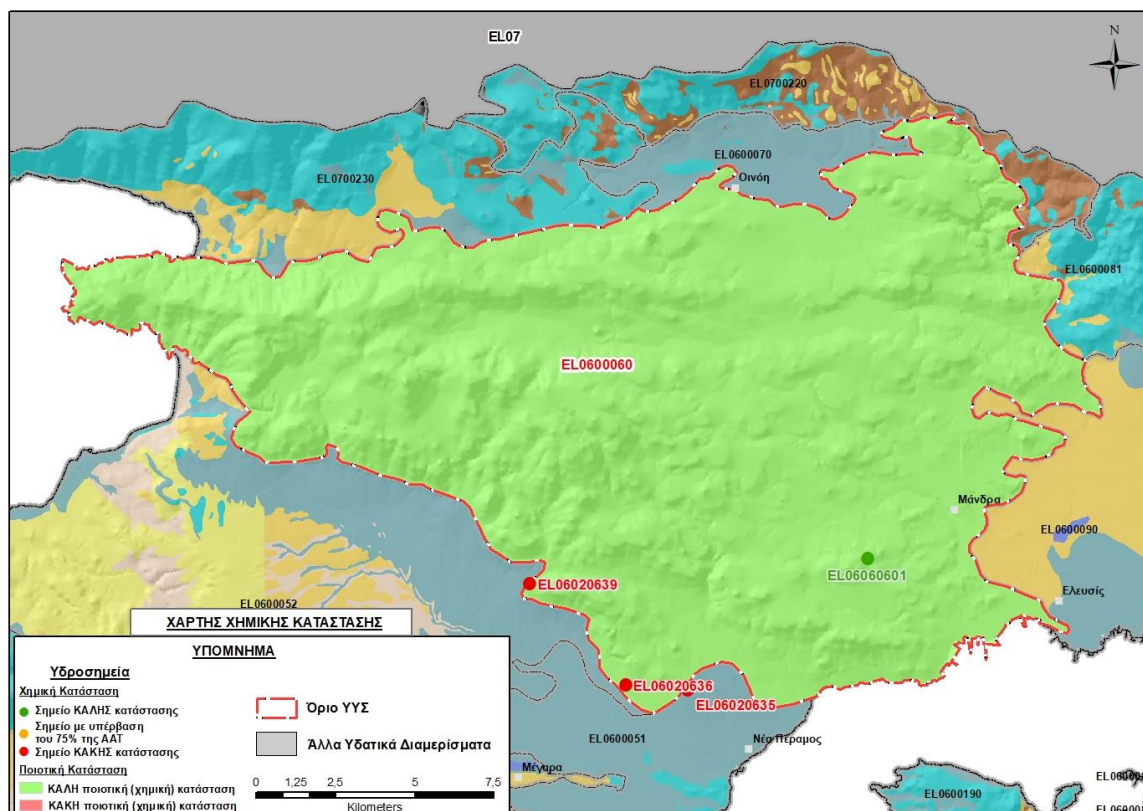 EL07
N
EL0700220
EL0600070
Οινόη
EL0700230
EL0600081
EL0600060
Μάνδρα
EL0600090
EL06060601
EL06020639
Ελευσίς
EL0600052
EL06020636
EL06020635
EL0600051
Νέα Πέραμος
Μέγαρα
EL0600190
ΧΑΡΤΗΣ ΧΗΜΙΚΗΣ ΚΑΤΑΣΤΑΣΗΣ
ΥΠΟΜΝΗΜΑ
Υδροσημεία
Χημική Κατάσταση
Σημείο ΚΑΛΗΣ κατάστασης
Σημείο με υπέρβαση
του 75% της ΑΑΤ
Σημείο ΚΑΚΗΣ κατάστασης
Ποιοτική Κατάσταση
ΚΑΛΗ ποιοτική (χημική) κατάσταση
ΚΑΚΗ ποιοτική (χημική) κατάσταση
Όριο ΥΥΣ
Άλλα Υδατικά Διαμερίσματα
0 1,25 2,5 5 7,5
Kilometers